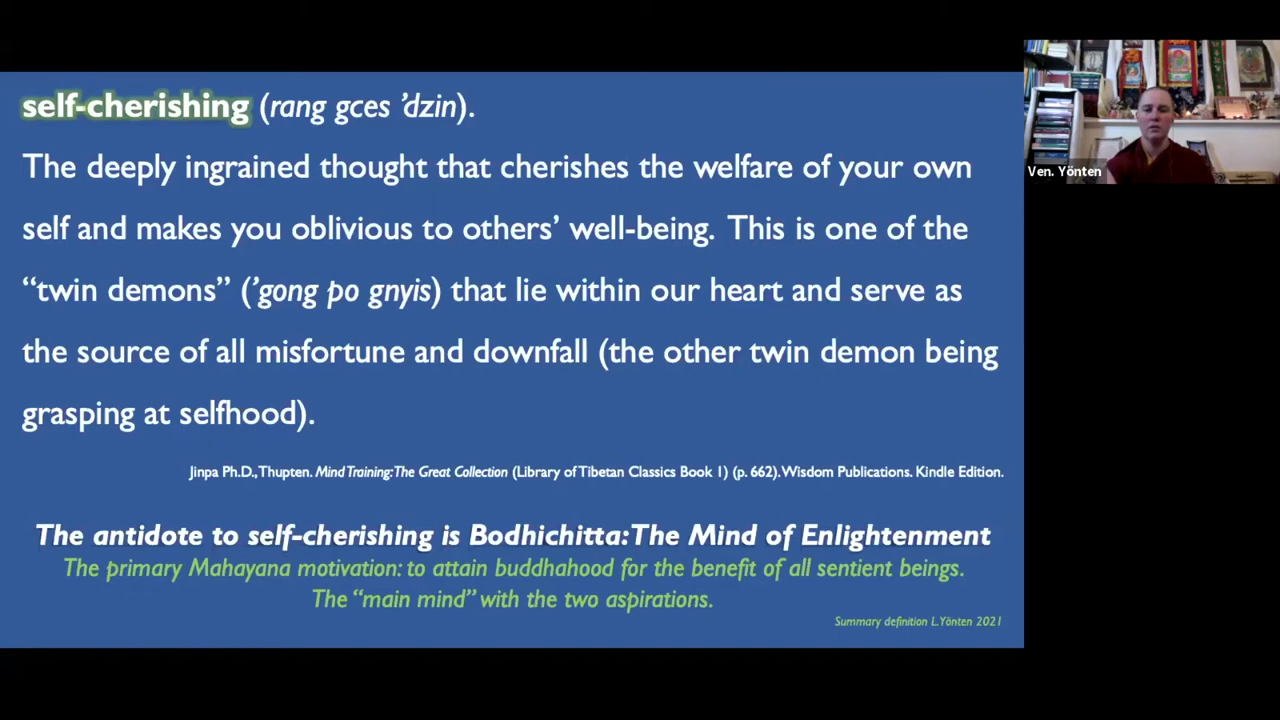 self-cherishing (rang gces ’dzin).
The deeply ingrained thought that cherishes the welfare of your own
self and makes you oblivious to others’ well-being. This is one of the
“twin demons” (’gong po gnyis) that lie within our heart and serve as
the source of all misfortune and downfall (the other twin demon being
grasping at selfhood).
Jinpa Ph.D., Thupten. Mind Training: The Great Collection (Library of Tibetan Classics Book 1) (p. 662). Wisdom Publications. Kindle Edition.
The antidote to self-cherishing is Bodhichitta: The Mind of Enlightenment
The primary Mahayana motivation: to attain buddhahood for the benefit of all sentient beings.
The “main mind” with the two aspirations.
Summary definition L.Yönten 2021
Ven. Yönten